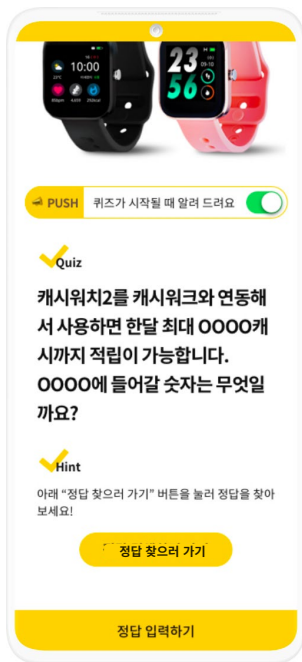 10:00
23
56
PUSH 퀴즈가 시작될 때 알려 드려요
Quiz
캐시워치2를 캐시워크와 연동해
서 사용하면 한달 최대 OOOO캐
시까지 적립이 가능합니다.
OOOO에 들어갈 숫자는 무엇일
까요?
Hint
아래 “정답 찾으러 가기” 버튼을 눌러 정답을 찾아
보세요!
정답 찾으러 가기
정답 입력하기